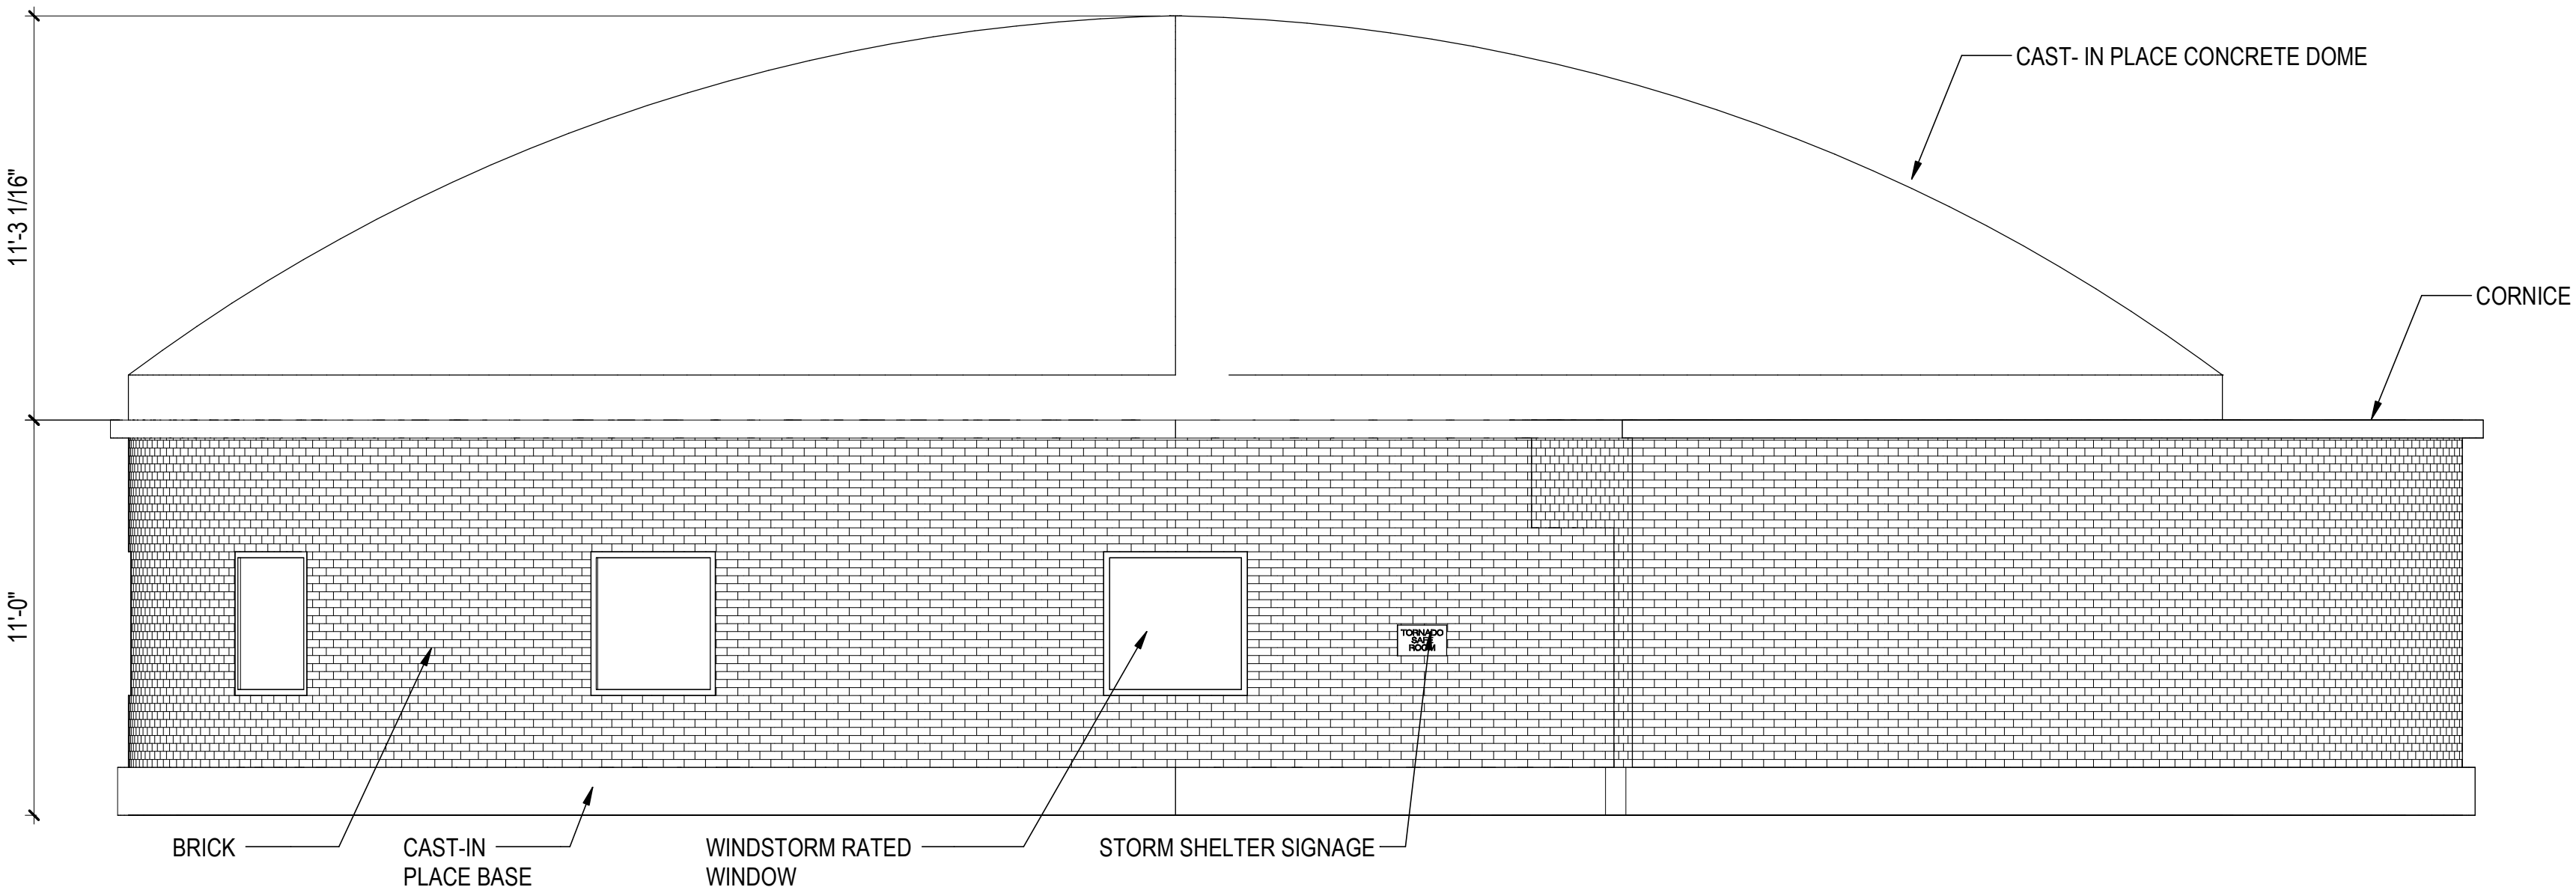 CAST- IN PLACE CONCRETE DOME
11'-3 1/16"
CORNICE
11'-0"
TORNADO
SAFE
ROOM
BRICK
CAST-IN
PLACE BASE
WINDSTORM RATED
WINDOW
STORM SHELTER SIGNAGE